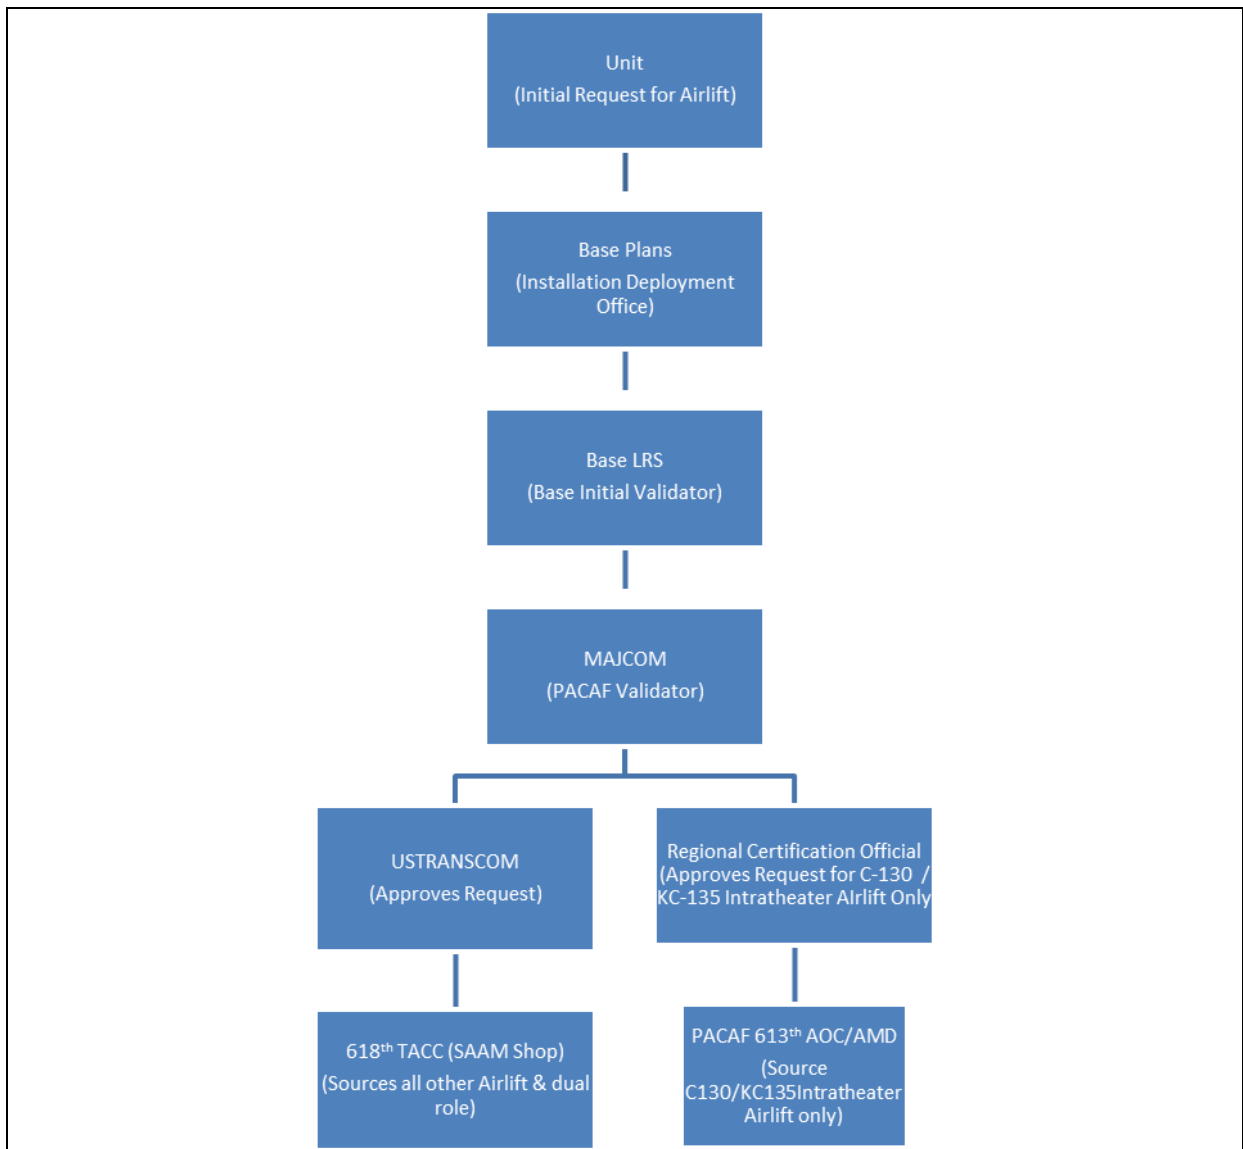 Unit
(Initial Request for Airlift)
Base Plans
(Installation Deployment
Office)
Base LRS
(Base Initial Validator)
MAJCOM
(PACAF Validator)
USTRANSCOM
(Approves Request)
Regional Certification Official
(Approves Request for C-130 /
KC-135 Intratheater AIrlift Only
618th TACC (SAAM Shop)
(Sources all other Airlift & dual
role)
PACAF 613th AOC/AMD
(Source
C130/KC135Intratheater
Airlift only)